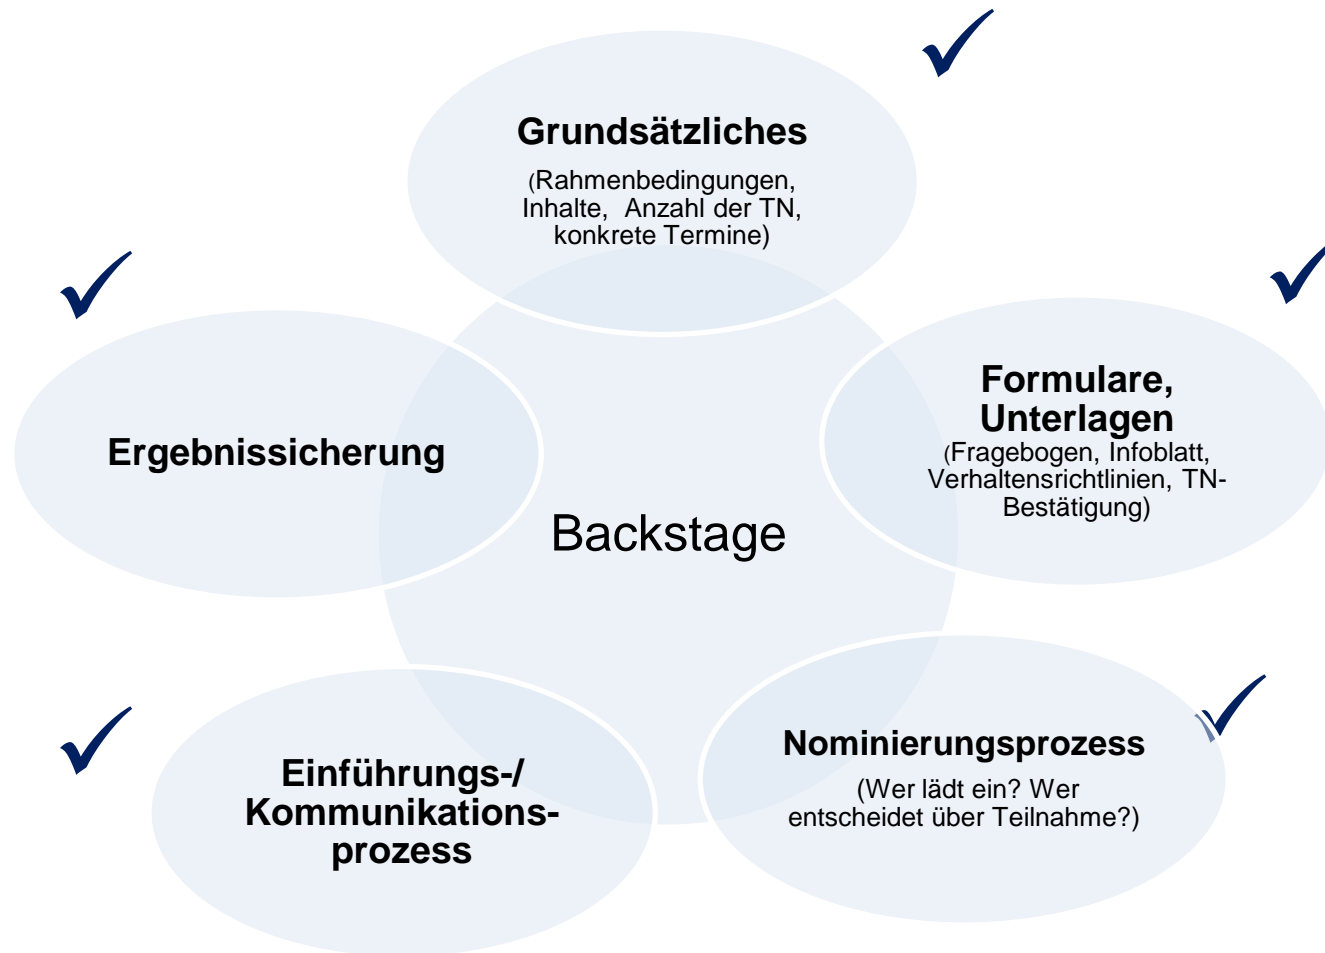 Grundsätzliches
(Rahmenbedingungen,
Inhalte, Anzahl der TN,
konkrete Termine)
Formulare,
Unterlagen
(Fragebogen, Infoblatt,
Verhaltensrichtlinien, TN-
Bestätigung)
Ergebnissicherung
Backstage
Nominierungsprozess
(Wer lädt ein? Wer
entscheidet über Teilnahme?)
Einführungs-/
Kommunikations-
prozess